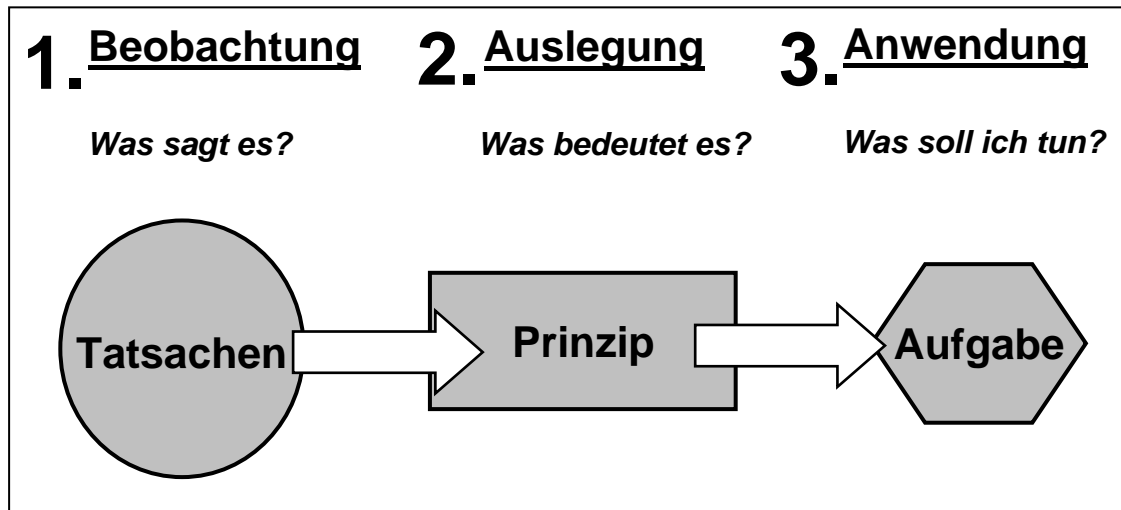 1. Beobachtung
2. Auslegung
3. Anwendung
Was sagt es?
Was bedeutet es?
Was soll ich tun?
Tatsachen
Prinzip
Aufgabe